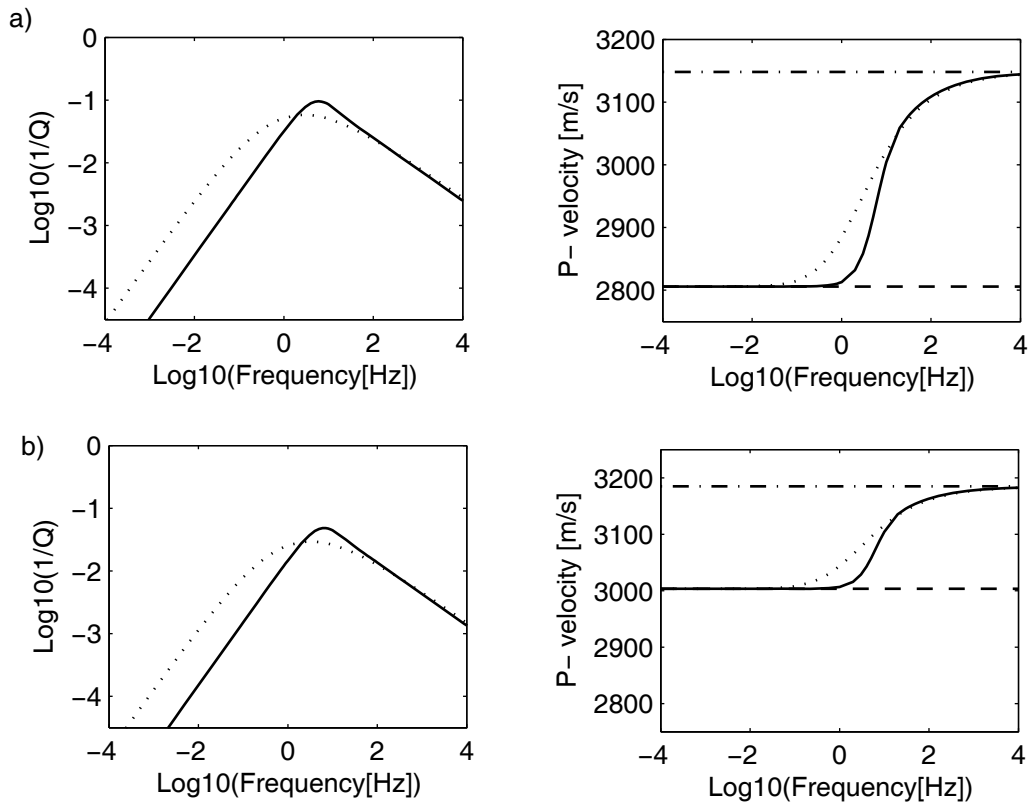 a)
0
−1
−2
−3
−4
Log10(1/Q)
−4 −2 0 2 4
Log10(Frequency[Hz])
3200
3100
3000
2900
2800
P− velocity [m/s]
−4 −2 0 2 4
Log10(Frequency[Hz])
b)
0
−1
−2
−3
−4
Log10(1/Q)
−4 −2 0 2 4
Log10(Frequency[Hz])
3200
3100
3000
2900
2800
P− velocity [m/s]
−4 −2 0 2 4
Log10(Frequency[Hz])